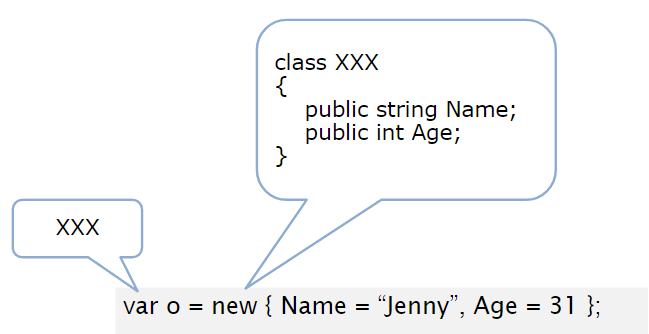 class XXX
{
public string Name;
public int Age;
}
XXX
var o = new { Name = “Jenny”, Age = 31 };